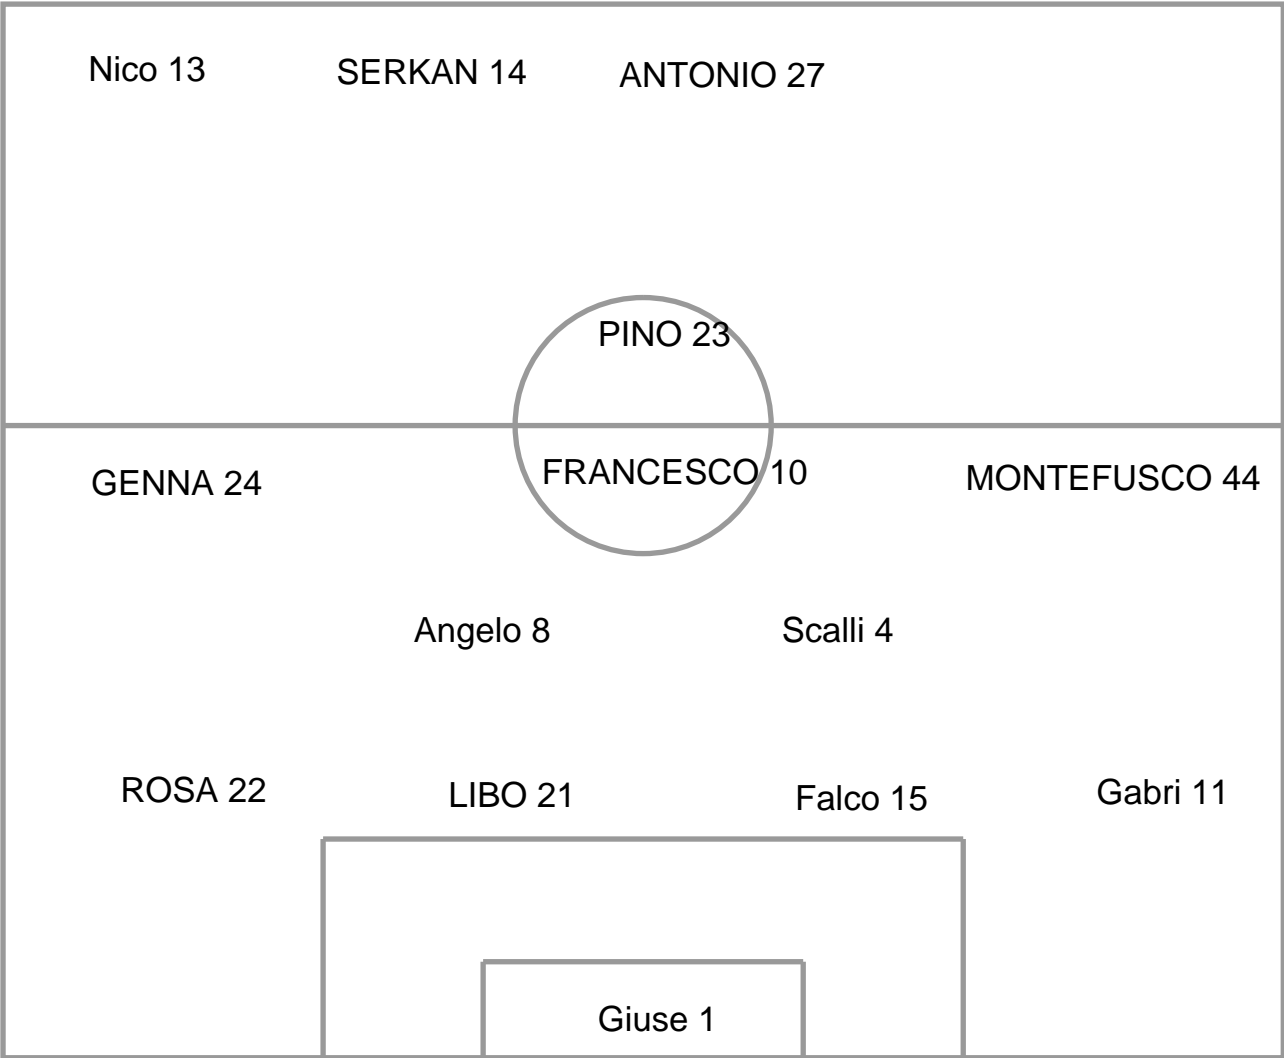 Nico 13
SERKAN 14
ANTONIO 27
PINO 23
GENNA 24
FRANCESCO 10
MONTEFUSCO 44
Angelo 8
Scalli 4
ROSA 22
LIBO 21
Falco 15
Gabri 11
Giuse 1